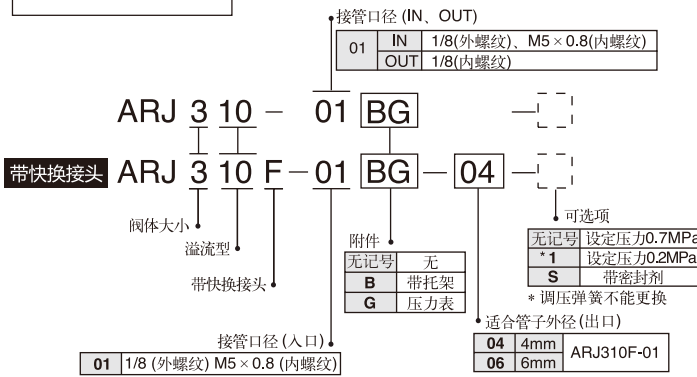 接管口径 (IN、OUT)
01 IN 1/8(外螺纹)、M5×0.8(内螺纹)
OUT 1/8(内螺纹)
ARJ 3 10 - 01 BG -
带快换接头 ARJ 3 10 F - 01 BG - 04 -
阀体大小
溢流型
带快换接头
接管口径 (入口)
01 1/8 (外螺纹) M5×0.8 (内螺纹)
附件
无记号 无
B 带托架
G 压力表
可选项
无记号 设定压力0.7MPa
*1 设定压力0.2MPa
S 带密封剂
* 调压弹簧不能更换
适合管子外径 (出口)
04 4mm ARJ310F-01
06 6mm